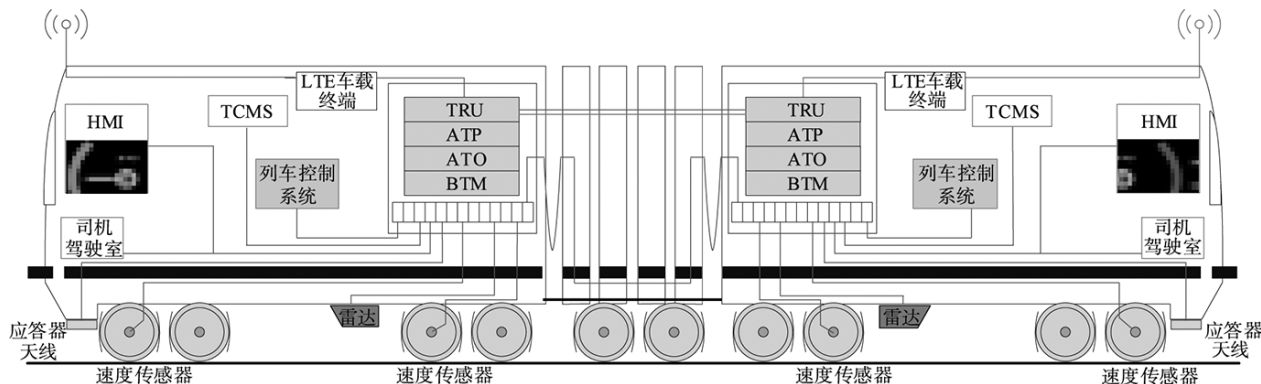 LTE车载
终端
TCMS
HMI
列车控制
系统
司机
驾驶室
TRU
ATP
ATO
BTM
TRU
ATP
ATO
BTM
LTE车载
终端
TCMS
HMI
列车控制
系统
司机
驾驶室
应答器
天线
雷达
雷达
应答器
天线
速度传感器
速度传感器
速度传感器
速度传感器